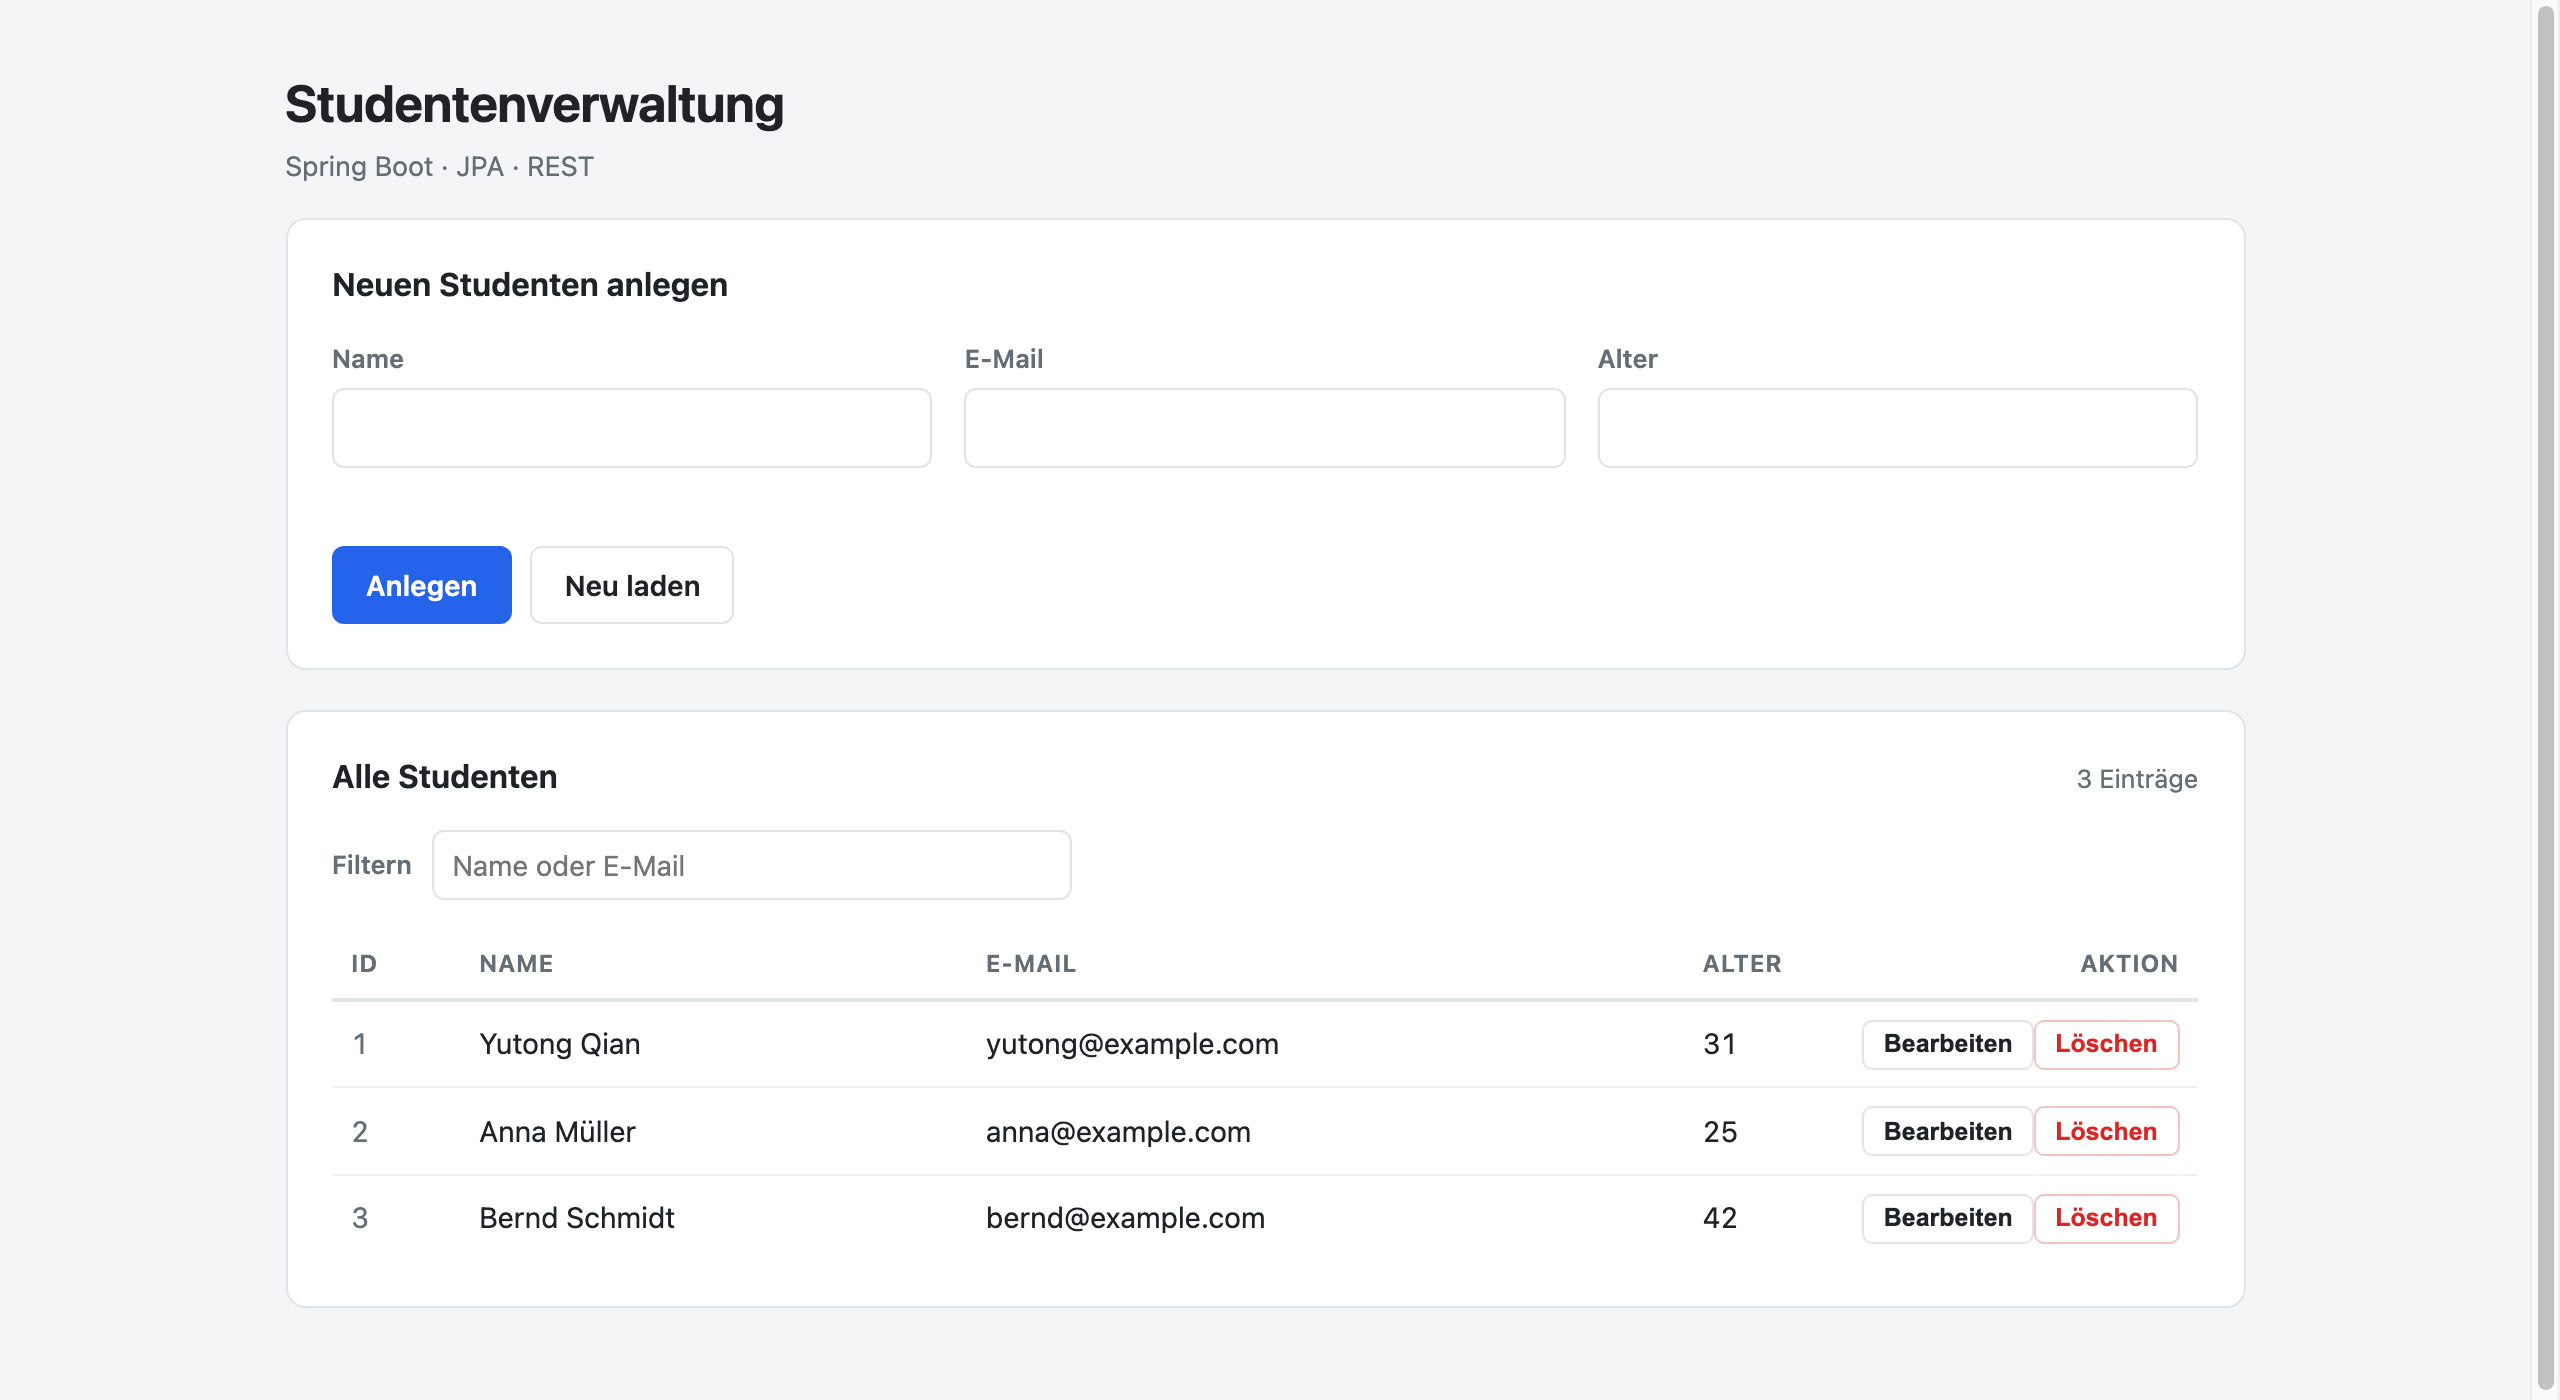 Studentenverwaltung
Spring Boot · JPA · REST
Neuen Studenten anlegen
Name E-Mail Alter
Anlegen Neu laden
Alle Studenten 3 Einträge
Filtern Name oder E-Mail
ID NAME E-MAIL ALTER AKTION
1 Yutong Qian yutong@example.com 31 Bearbeiten Löschen
2 Anna Müller anna@example.com 25 Bearbeiten Löschen
3 Bernd Schmidt bernd@example.com 42 Bearbeiten Löschen